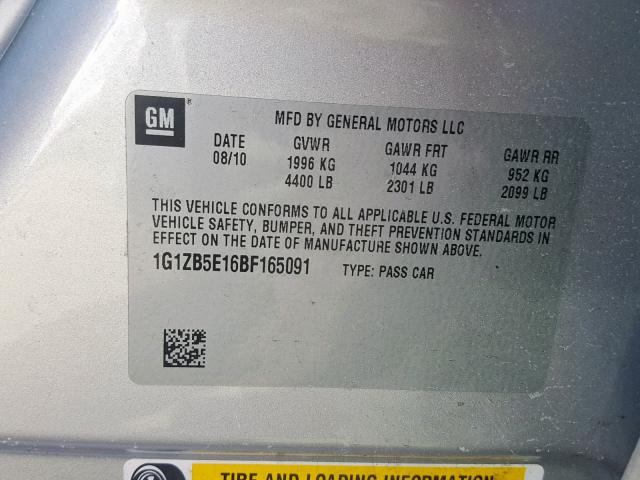 GM ®
MFD BY GENERAL MOTORS LLC
DATE GVWR GAWR FRT GAWR RR
08/10 1996 KG 1044 KG 952 KG
4400 LB 2301 LB 2099 LB
THIS VEHICLE CONFORMS TO ALL APPLICABLE U.S. FEDERAL MOTOR
VEHICLE SAFETY, BUMPER, AND THEFT PREVENTION STANDARDS IN
EFFECT ON THE DATE OF MANUFACTURE SHOWN ABOVE.
1G1ZB5E16BF165091 TYPE: PASS CAR
TIRE AND LOADING INFORMATION